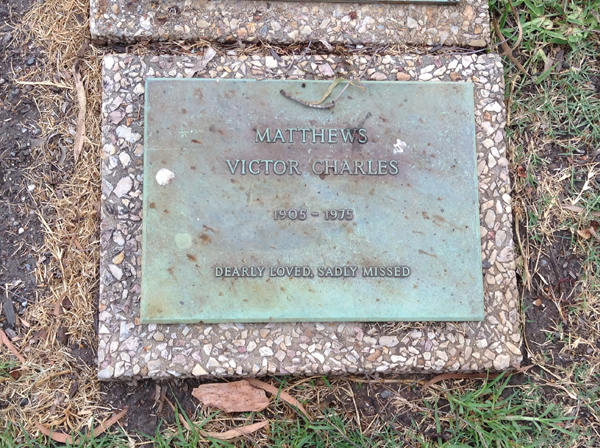 MATTHEWS
VICTOR CHARLES
1905 - 1975
DEARLY LOVED, SADLY MISSED